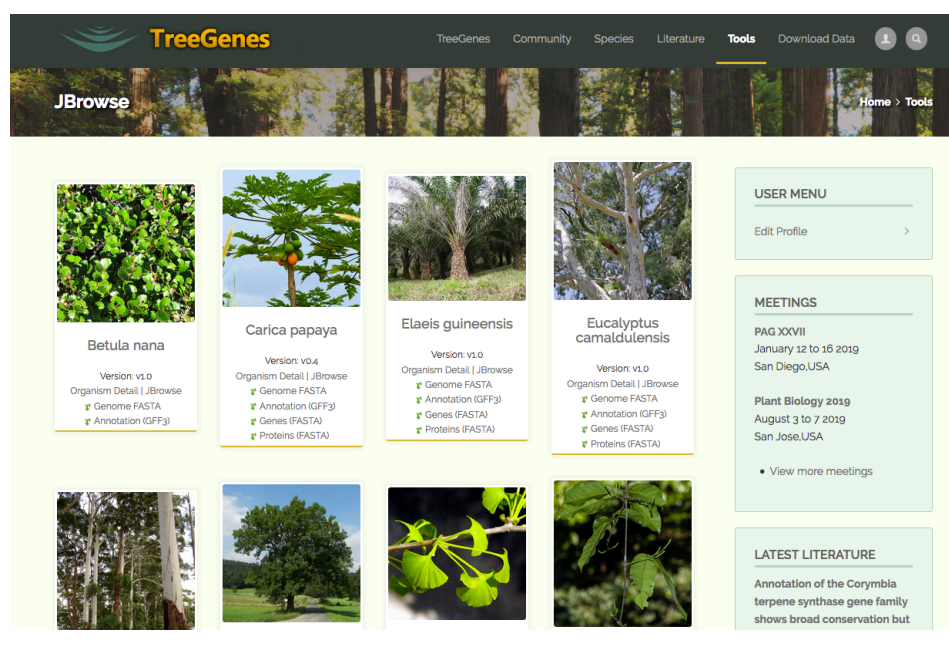 TreeGenes
TreeGenes Community Species Literature Tools Download Data
JBrowse
Home > Tools
Betula nana
Version: v1.0
Organism Detail | JBrowse
Genome FASTA
Annotation (GFF3)
Carica papaya
Version: v0.4
Organism Detail | JBrowse
Genome FASTA
Annotation (GFF3)
Genes (FASTA)
Proteins (FASTA)
Elaeis guineensis
Version: v1.0
Organism Detail | JBrowse
Genome FASTA
Annotation (GFF3)
Genes (FASTA)
Proteins (FASTA)
Eucalyptus
camaldulensis
Version: v1.0
Organism Detail | JBrowse
Genome FASTA
Annotation (GFF3)
Genes (FASTA)
Proteins (FASTA)
USER MENU
Edit Profile
MEETINGS
PAG XXVII
January 12 to 16 2019
San Diego,USA
Plant Biology 2019
August 3 to 7 2019
San Jose,USA
• View more meetings
LATEST LITERATURE
Annotation of the Corymbia
terpene synthase gene family
shows broad conservation but